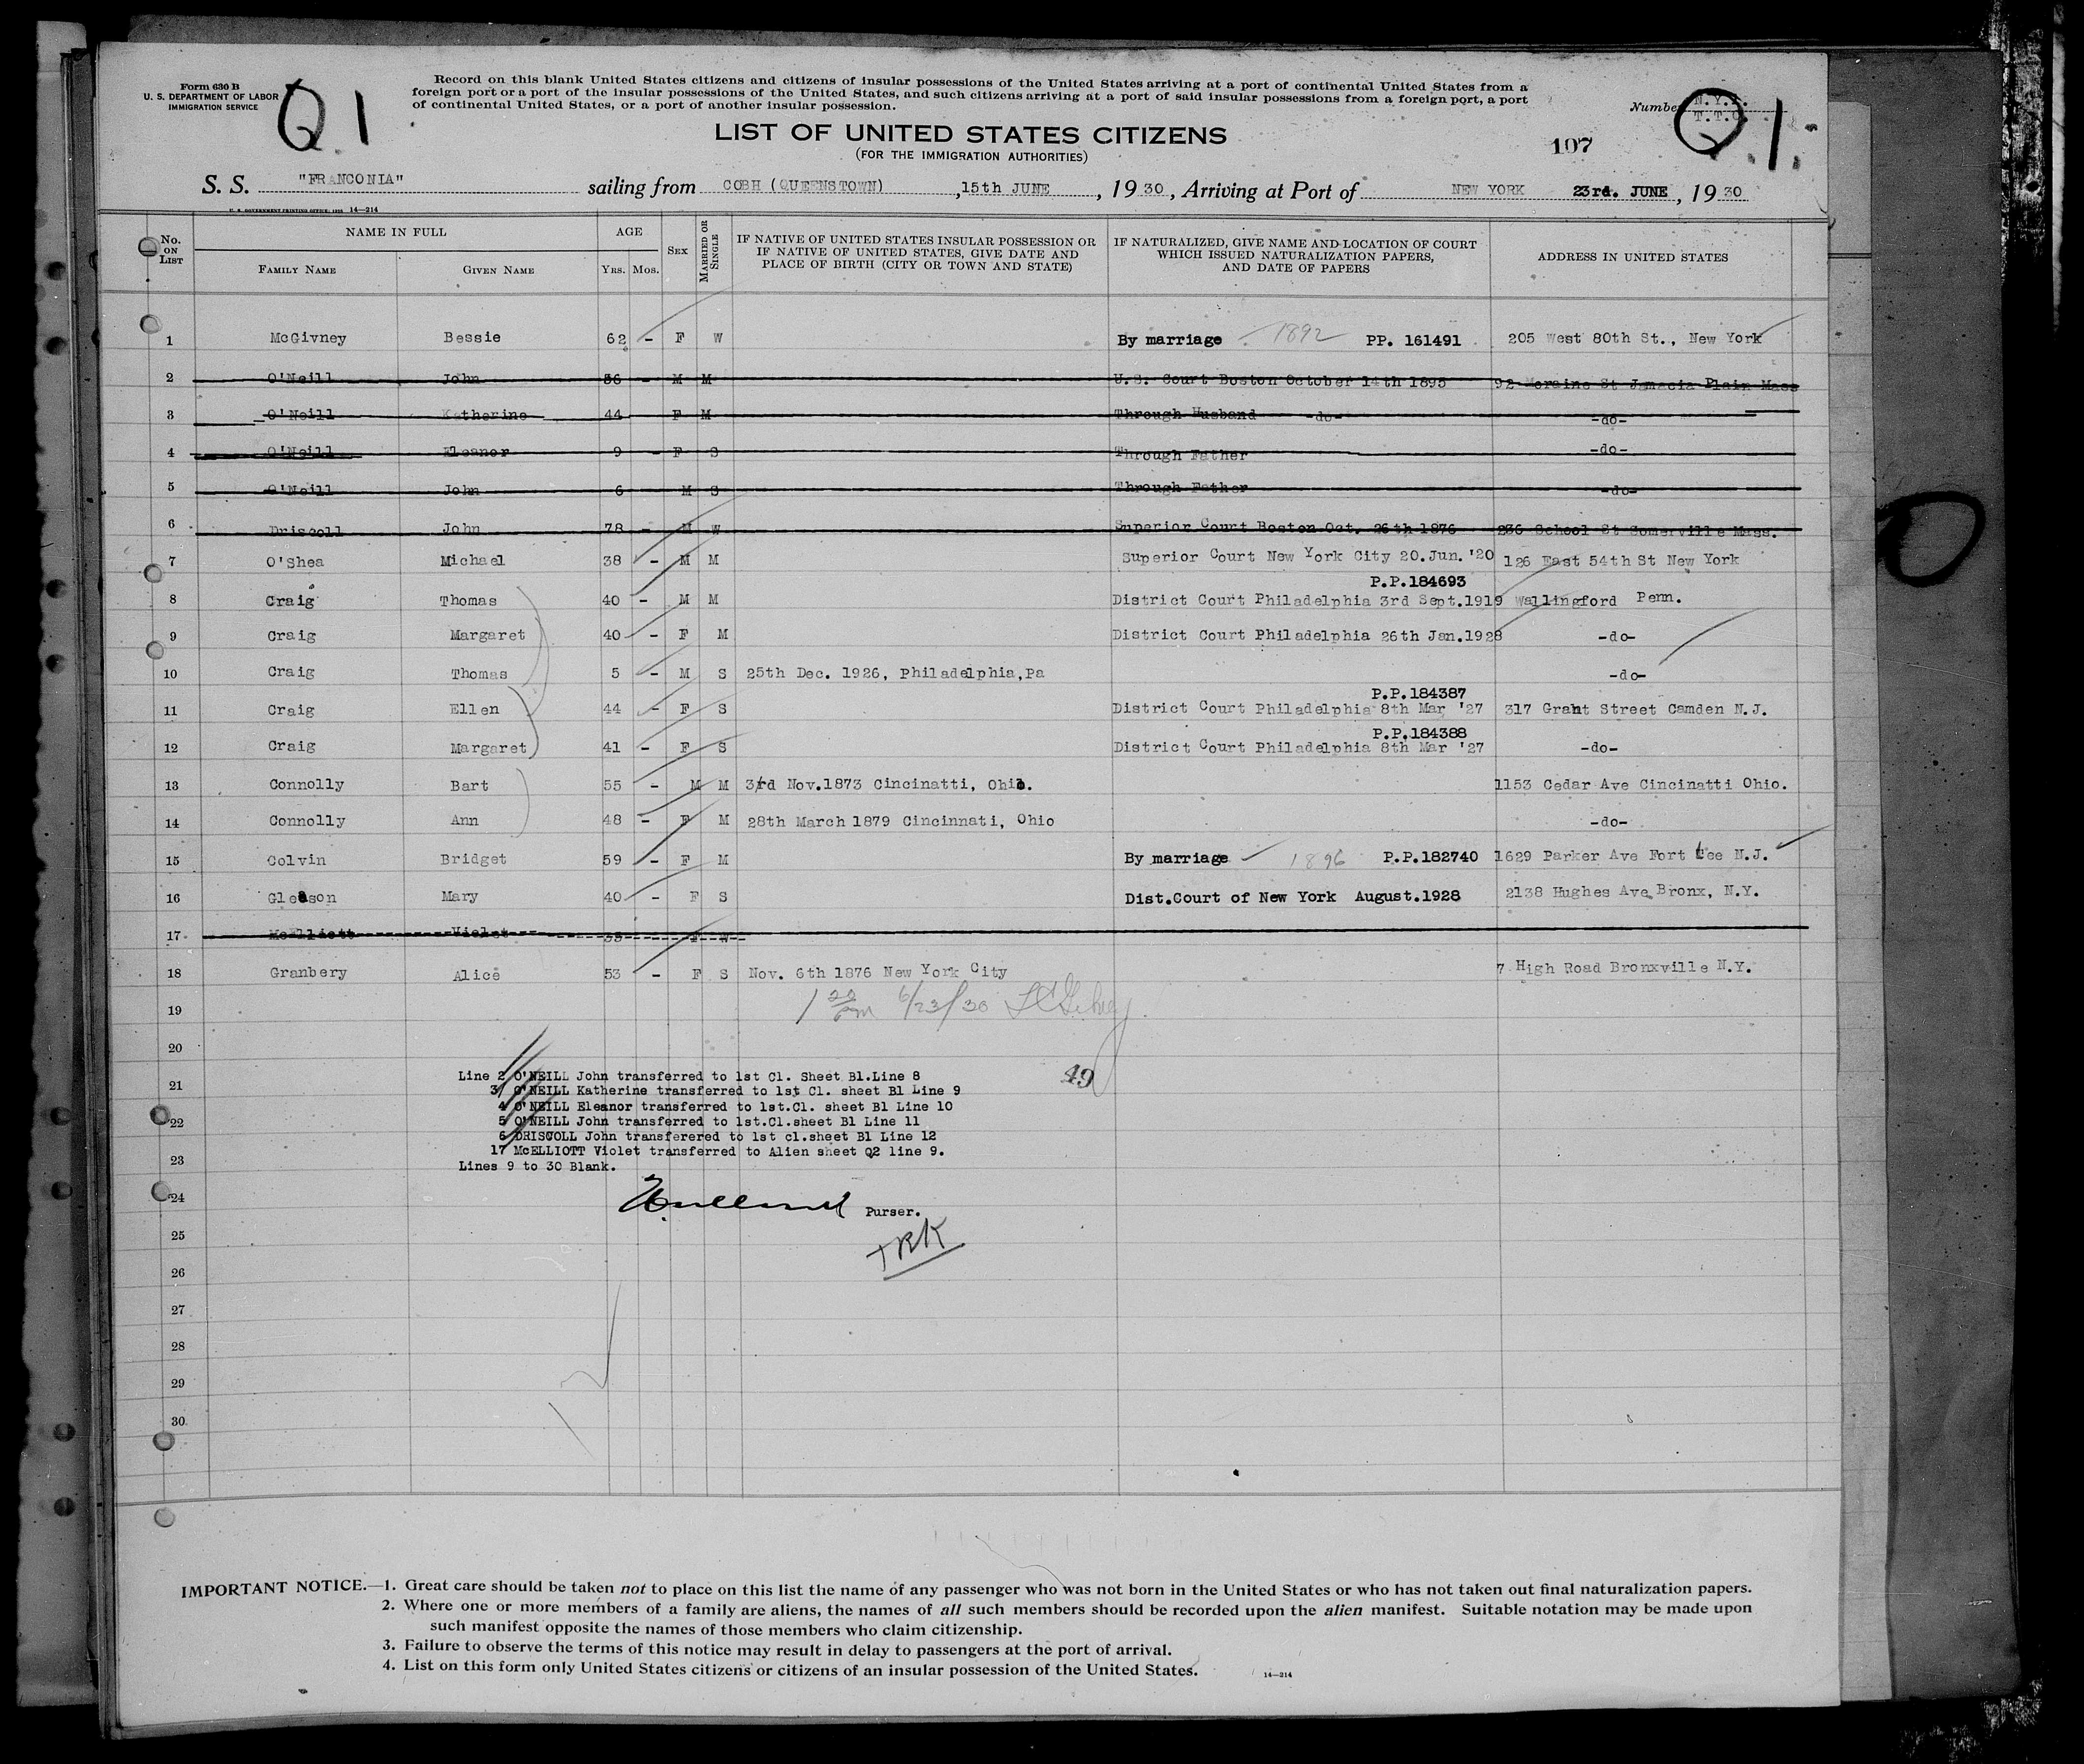 Form 630 B
U. S. DEPARTMENT OF LABOR
IMMIGRATION SERVICE
Q1
Record on this blank United States citizens and citizens of insular possessions of the United States arriving at a port of continental United States from a
foreign port or a port of the insular possessions of the United States, and such citizens arriving at a port of said insular possessions from a foreign port, a port
of continental United States, or a port of another insular possession.
Number
T.T.C.
Q1.
LIST OF UNITED STATES CITIZENS
(FOR THE IMMIGRATION AUTHORITIES)
107
S. S. "FRANCONIA" sailing from COBH (QUEENSTOWN) , 15th JUNE , 1930 , Arriving at Port of NEW YORK 23rd. JUNE , 1930
U. S. GOVERNMENT PRINTING OFFICE: 1928 14—214
No. ON LIST NAME IN FULL FAMILY NAME GIVEN NAME AGE YRS. MOS. SEX MARRIED OR SINGLE IF NATIVE OF UNITED STATES INSULAR POSSESSION OR IF NATIVE OF UNITED STATES, GIVE DATE AND PLACE OF BIRTH (CITY OR TOWN AND STATE) IF NATURALIZED, GIVE NAME AND LOCATION OF COURT WHICH ISSUED NATURALIZATION PAPERS, AND DATE OF PAPERS ADDRESS IN UNITED STATES
1 McGivney Bessie 62 - F W By marriage 1892 PP. 161491 205 West 80th St., New York
2 O'Neill John 56 - M M U.S. Court Boston October 14th 1895 92 Moraine St Jamacia Plain Mass
3 O'Neill Katherine 44 F M Through Husband -do- -do-
4 O'Neill Eleanor 9 - F S Through Father -do-
5 O'Neill John 6 M S Through Father -do-
6 Driscoll John 78 - M W Superior Court Boston Oct. 26th 1876 236 School St Somerville Mass.
7 O'Shea Michael 38 - M M Superior Court New York City 20.Jun.'20 126 East 54th St New York
P.P.184693
8 Craig Thomas 40 - M M District Court Philadelphia 3rd Sept.1919 Wallingford Penn.
9 Craig Margaret 40 - F M District Court Philadelphia 26th Jan.1928 -do-
10 Craig Thomas 5 - M S 25th Dec. 1926, Philadelphia,Pa -do-
P.P.184387
11 Craig Ellen 44 - F S District Court Philadelphia 8th Mar '27 317 Grant Street Camden N.J.
P.P.184388
12 Craig Margaret 41 - F S District Court Philadelphia 8th Mar '27 -do-
13 Connolly Bart 55 - M M 3rd Nov.1873 Cincinatti, Ohio. 1153 Cedar Ave Cincinatti Ohio.
14 Connolly Ann 48 - F M 28th March 1879 Cincinnati, Ohio -do-
15 Colvin Bridget 59 - F M By marriage 1896 P.P.182740 1629 Parker Ave Fort Lee N.J.
16 Gleason Mary 40 - F S Dist.Court of New York August.1928 2138 Hughes Ave Bronx, N.Y.
17 McElliott Violet 35 F W
18 Granbery Alice 53 - F S Nov. 6th 1876 New York City 7 High Road Bronxville N.Y.
19
6/23/30
20
Line 2 O'NEILL John transferred to 1st Cl. Sheet B1.Line 8
49
21
3 O'NEILL Katherine transferred to 1st Cl. sheet B1 Line 9
4 O'NEILL Eleanor transferred to 1st.Cl. sheet B1 Line 10
22
5 O'NEILL John transferred to 1st.Cl.sheet B1 Line 11
6 DRISCOLL John transferered to 1st cl.sheet B1 Line 12
17 McELLIOTT Violet transferred to Alien sheet Q2 line 9.
23
Lines 9 to 30 Blank.
24
Purser.
25
26
27
28
29
30
IMPORTANT NOTICE.—1. Great care should be taken not to place on this list the name of any passenger who was not born in the United States or who has not taken out final naturalization papers.
2. Where one or more members of a family are aliens, the names of all such members should be recorded upon the alien manifest. Suitable notation may be made upon
such manifest opposite the names of those members who claim citizenship.
3. Failure to observe the terms of this notice may result in delay to passengers at the port of arrival.
4. List on this form only United States citizens or citizens of an insular possession of the United States.
14—214